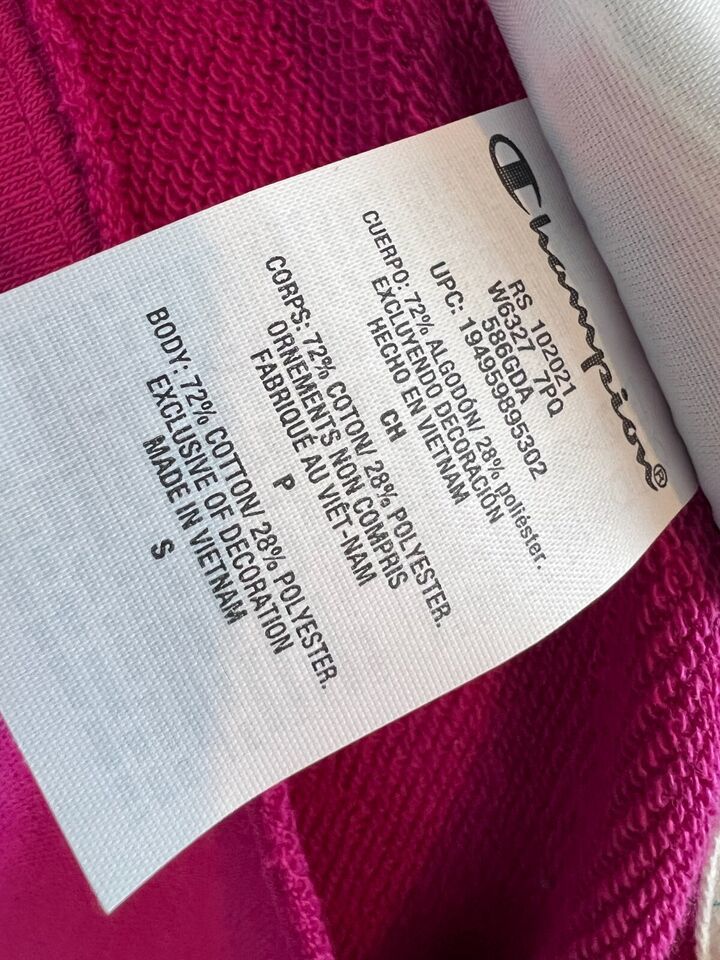 Champion®
RS 102021
W6327 7PQ
586GDA
UPC: 194959895302
CUERPO: 72% ALGODÓN/ 28% poliéster.
EXCLUYENDO DECORACIÓN
HECHO EN VIETNAM
CH
CORPS: 72% COTON/ 28% POLYESTER.
ORNEMENTS NON COMPRIS
FABRIQUÉ AU VIÊT-NAM
P
BODY: 72% COTTON/ 28% POLYESTER.
EXCLUSIVE OF DECORATION
MADE IN VIETNAM
S